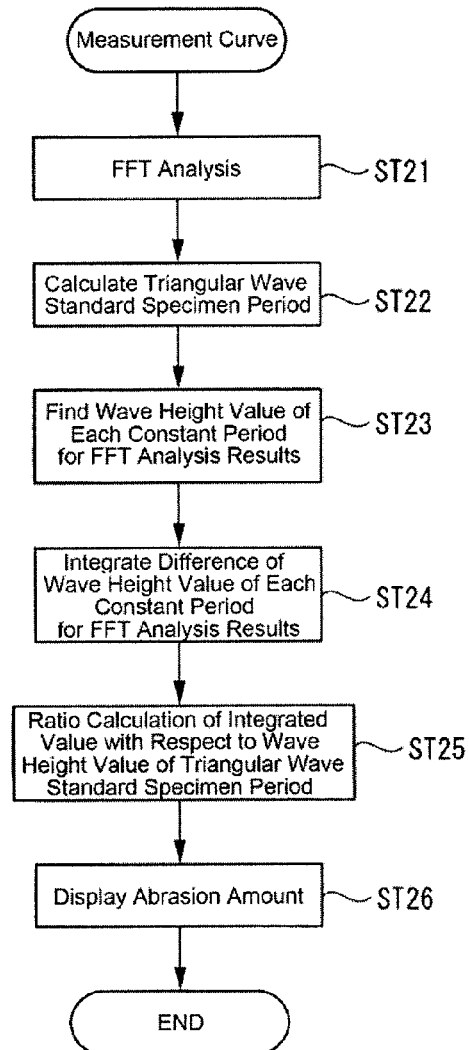 Measurement Curve
FFT Analysis
ST21
Calculate Triangular Wave
Standard Specimen Period
ST22
Find Wave Height Value of
Each Constant Period
for FFT Analysis Results
ST23
Integrate Difference of
Wave Height Value of Each
Constant Period
for FFT Analysis Results
ST24
Ratio Calculation of Integrated
Value with Respect to Wave
Height Value of Triangular Wave
Standard Specimen Period
ST25
Display Abrasion Amount
ST26
END